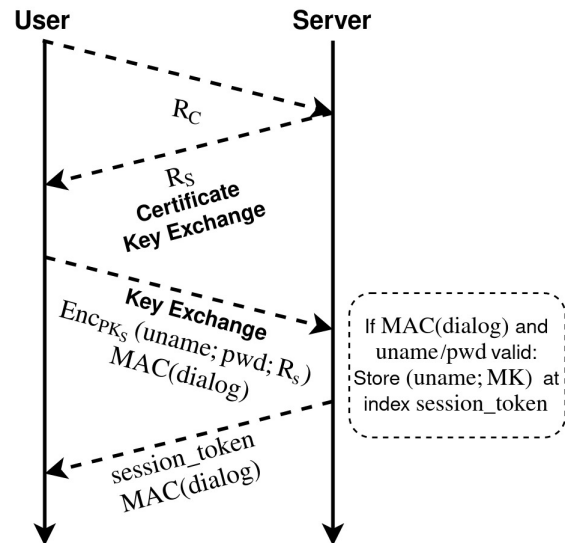 User
Server
R_C
R_S
Certificate
Key Exchange
Key Exchange
Enc_PK_S (uname; pwd; R_s)
MAC(dialog)
If MAC(dialog) and
uname/pwd valid:
Store (uname; MK) at
index session_token
session_token
MAC(dialog)